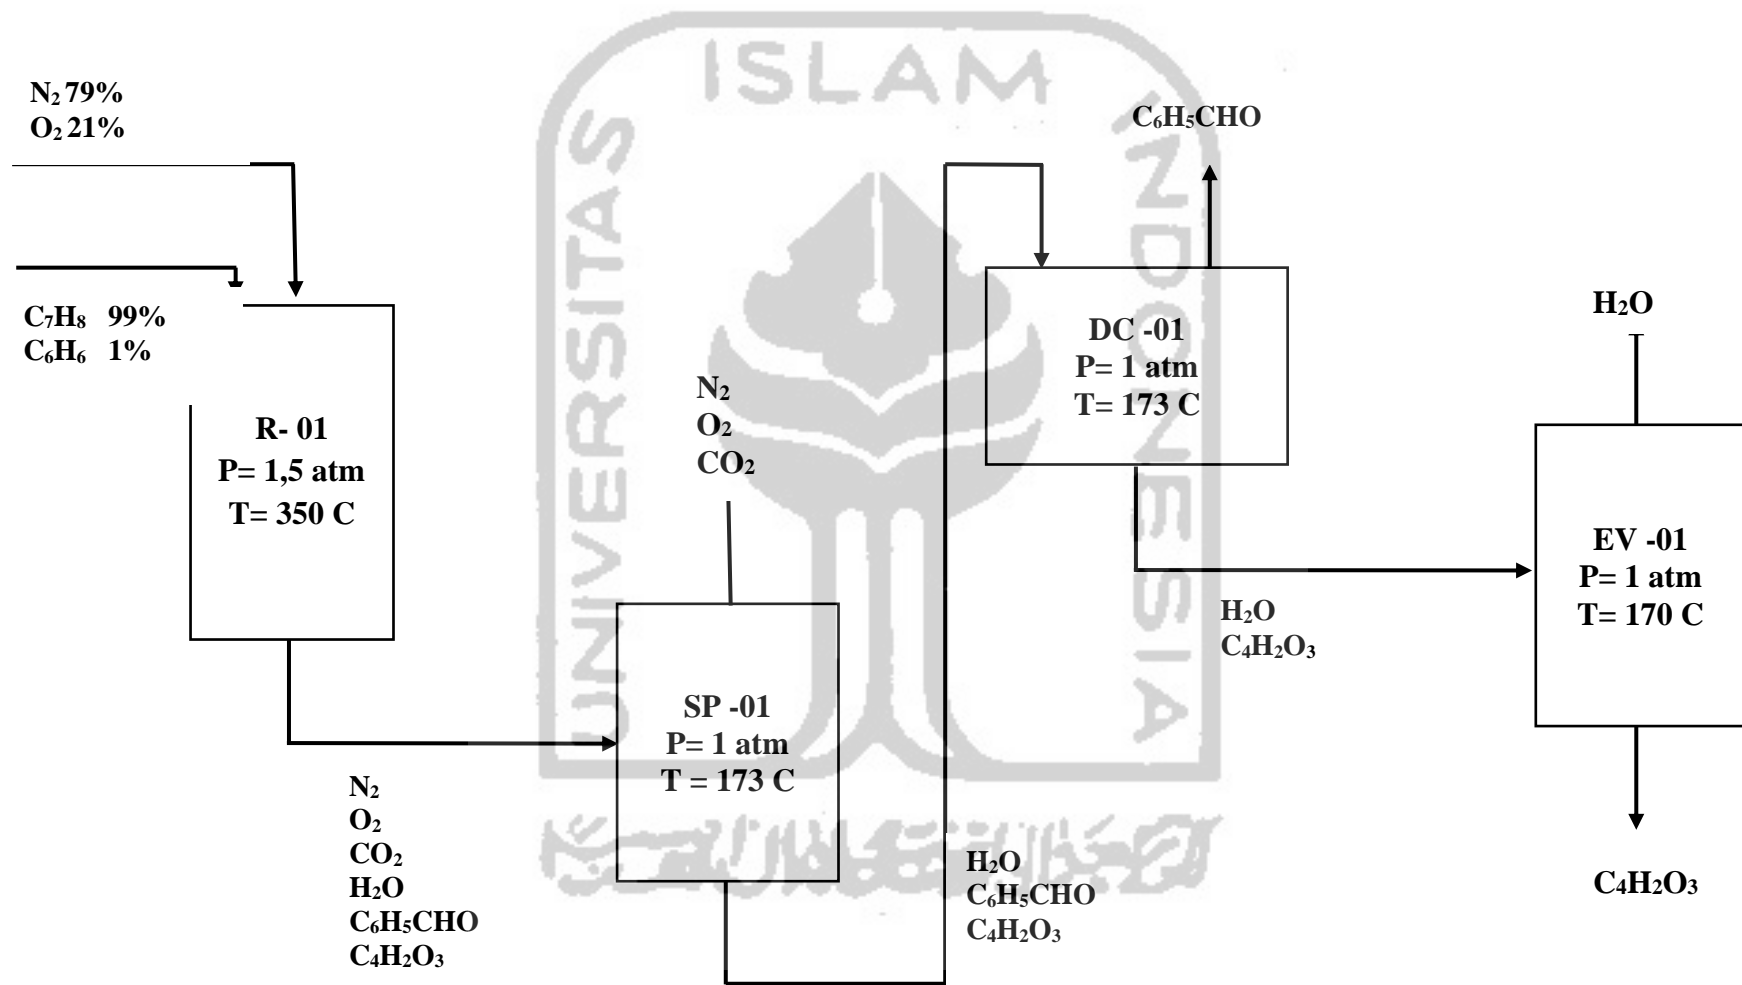 ISLAM
UNIVERSITAS
INDONESIA
N₂ 79%
O₂ 21%
C₇H₈ 99%
C₆H₆ 1%
R- 01
P= 1,5 atm
T= 350 C
N₂
O₂
CO₂
H₂O
C₆H₅CHO
C₄H₂O₃
N₂
O₂
CO₂
SP -01
P= 1 atm
T = 173 C
H₂O
C₆H₅CHO
C₄H₂O₃
C₆H₅CHO
DC -01
P= 1 atm
T= 173 C
H₂O
C₄H₂O₃
H₂O
EV -01
P= 1 atm
T= 170 C
C₄H₂O₃